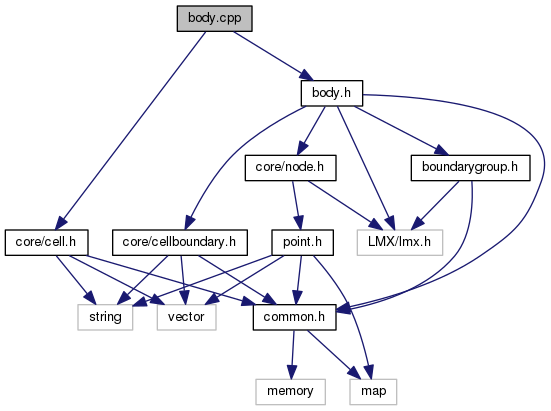 body.cpp
body.h
core/node.h
boundarygroup.h
core/cell.h
core/cellboundary.h
point.h
LMX/lmx.h
string
vector
common.h
memory
map